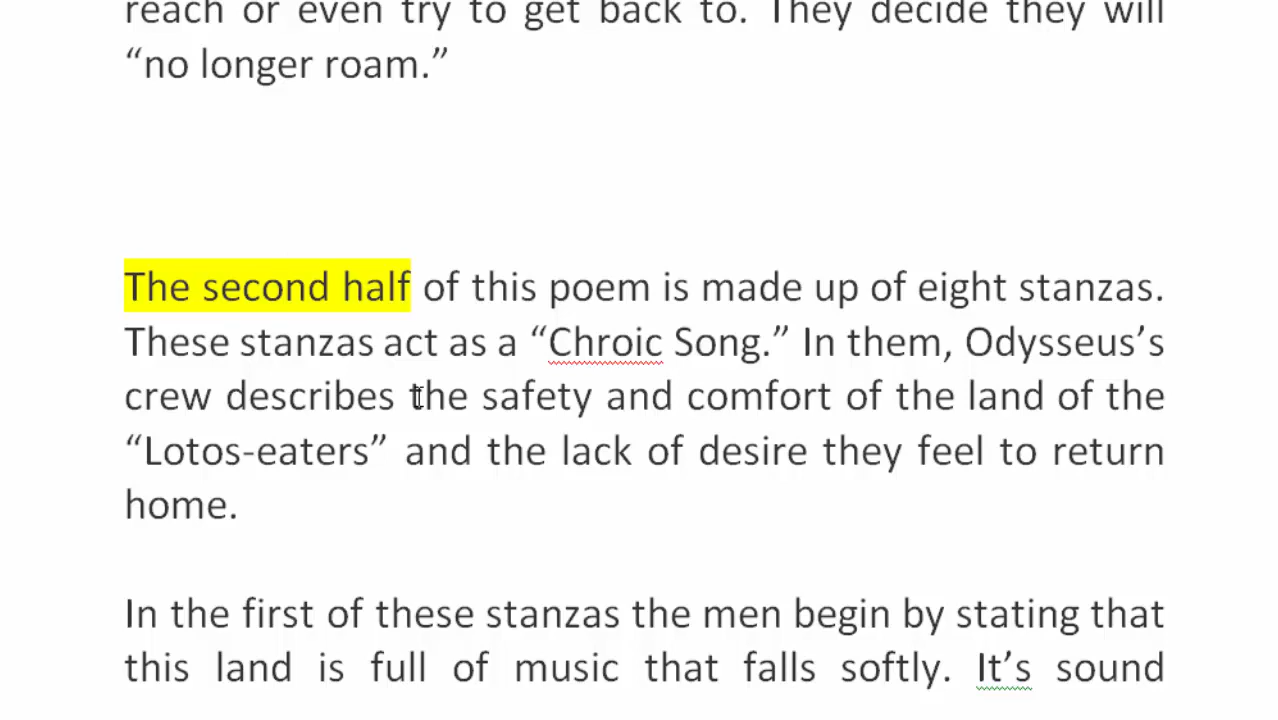 reach or even try to get back to. They decide they will
“no longer roam.”
The second half of this poem is made up of eight stanzas.
These stanzas act as a “Chroic Song.” In them, Odysseus’s
crew describes the safety and comfort of the land of the
“Lotos-eaters” and the lack of desire they feel to return
home.
In the first of these stanzas the men begin by stating that
this land is full of music that falls softly. It’s sound